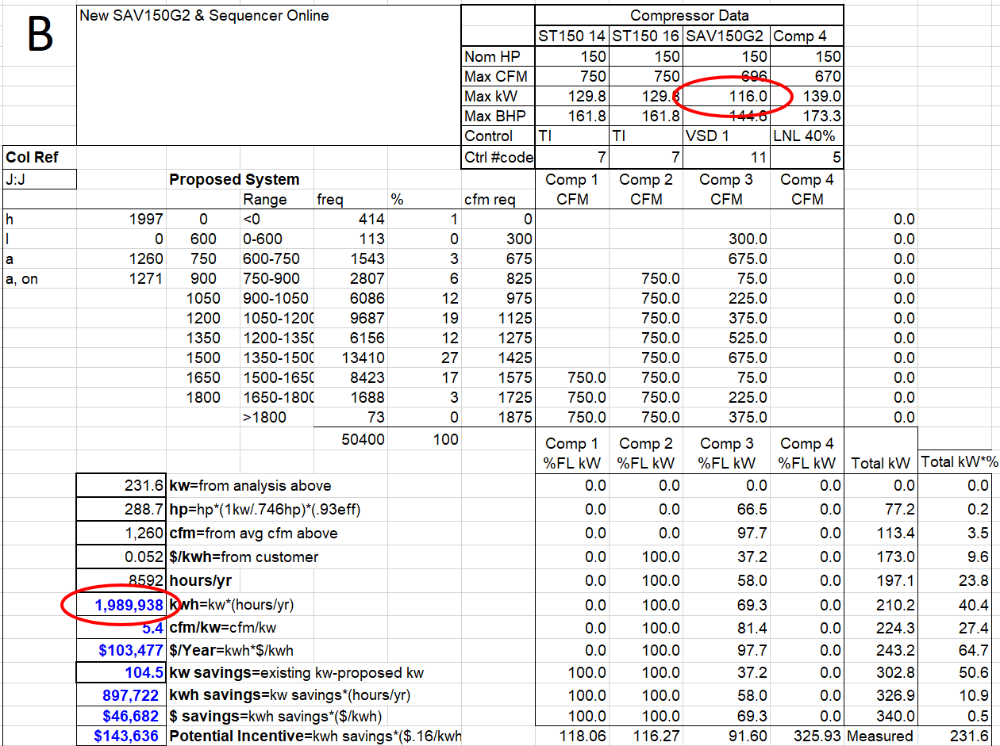 B
New SAV150G2 & Sequencer Online
Compressor Data
ST150 14 ST150 16 SAV150G2 Comp 4
Nom HP 150 150 150 150
Max CFM 750 750 696 670
Max kW 129.8 129.8 116.0 139.0
Max BHP 161.8 161.8 144.6 173.3
Control TI TI VSD 1 LNL 40%
Col Ref Ctrl #code 7 7 11 5
J:J Proposed System Comp 1 Comp 2 Comp 3 Comp 4
Range freq % cfm req CFM CFM CFM CFM
h 1997 0 <0 414 1 0 0.0
l 0 600 0-600 113 0 300 300.0 0.0
a 1260 750 600-750 1543 3 675 675.0 0.0
a, on 1271 900 750-900 2807 6 825 750.0 75.0 0.0
1050 900-1050 6086 12 975 750.0 225.0 0.0
1200 1050-1200 9687 19 1125 750.0 375.0 0.0
1350 1200-1350 6156 12 1275 750.0 525.0 0.0
1500 1350-1500 13410 27 1425 750.0 675.0 0.0
1650 1500-1650 8423 17 1575 750.0 750.0 75.0 0.0
1800 1650-1800 1688 3 1725 750.0 750.0 225.0 0.0
>1800 73 0 1875 750.0 750.0 375.0 0.0
50400 100 Comp 1 Comp 2 Comp 3 Comp 4
%FL kW %FL kW %FL kW %FL kW Total kW Total kW*%
231.6 kw=from analysis above 0.0 0.0 0.0 0.0 0.0 0.0
288.7 hp=hp*(1kw/.746hp)*(.93eff) 0.0 0.0 66.5 0.0 77.2 0.2
1,260 cfm=from avg cfm above 0.0 0.0 97.7 0.0 113.4 3.5
0.052 $/kwh=from customer 0.0 100.0 37.2 0.0 173.0 9.6
8592 hours/yr 0.0 100.0 58.0 0.0 197.1 23.8
1,989,938 kwh=kw*(hours/yr) 0.0 100.0 69.3 0.0 210.2 40.4
5.4 cfm/kw=cfm/kw 0.0 100.0 81.4 0.0 224.3 27.4
$103,477 $/Year=kwh*$/kwh 0.0 100.0 97.7 0.0 243.2 64.7
104.5 kw savings=existing kw-proposed kw 100.0 100.0 37.2 0.0 302.8 50.6
897,722 kwh savings=kw savings*(hours/yr) 100.0 100.0 58.0 0.0 326.9 10.9
$46,682 $ savings=kwh savings*($/kwh) 100.0 100.0 69.3 0.0 340.0 0.5
$143,636 Potential Incentive=kwh savings*($.16/kwh 118.06 116.27 91.60 325.93 Measured 231.6